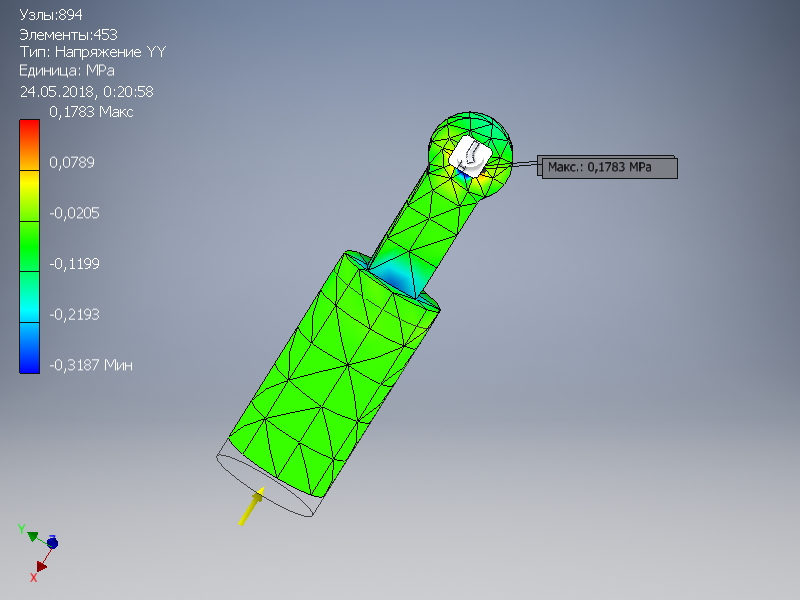 Узлы:894
Элементы:453
Тип: Напряжение YY
Единица: MPa
24.05.2018, 0:20:58
0,1783 Макс
0,0789
-0,0205
-0,1199
-0,2193
-0,3187 Мин
Макс.: 0,1783 MPa
Y
Z
X